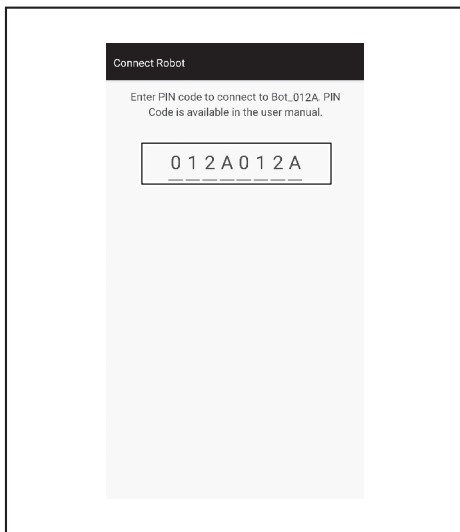 Connect Robot
Enter PIN code to connect to Bot_012A. PIN
Code is available in the user manual.
012A012A